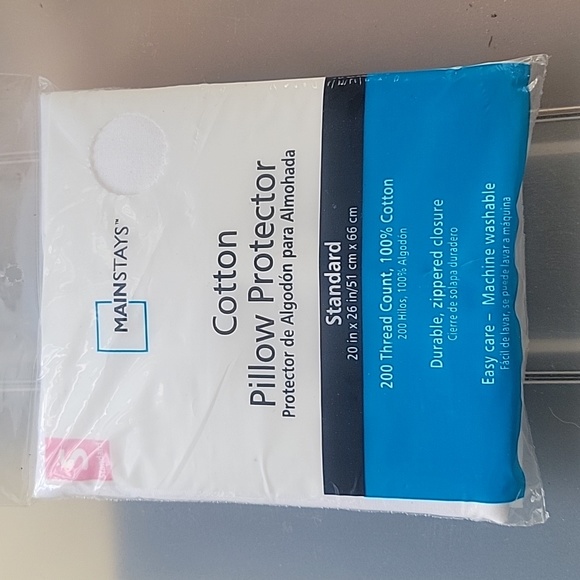 MAINSTAYS™
Cotton
Pillow Protector
Protector de Algodón para Almohada
Standard
20 in x 26 in/51 cm x 66 cm
200 Thread Count, 100% Cotton
200 Hilos, 100% Algodón
Durable, zippered closure
Cierre de solapa duradero
Easy care – Machine washable
Fácil de lavar, se puede lavar a máquina